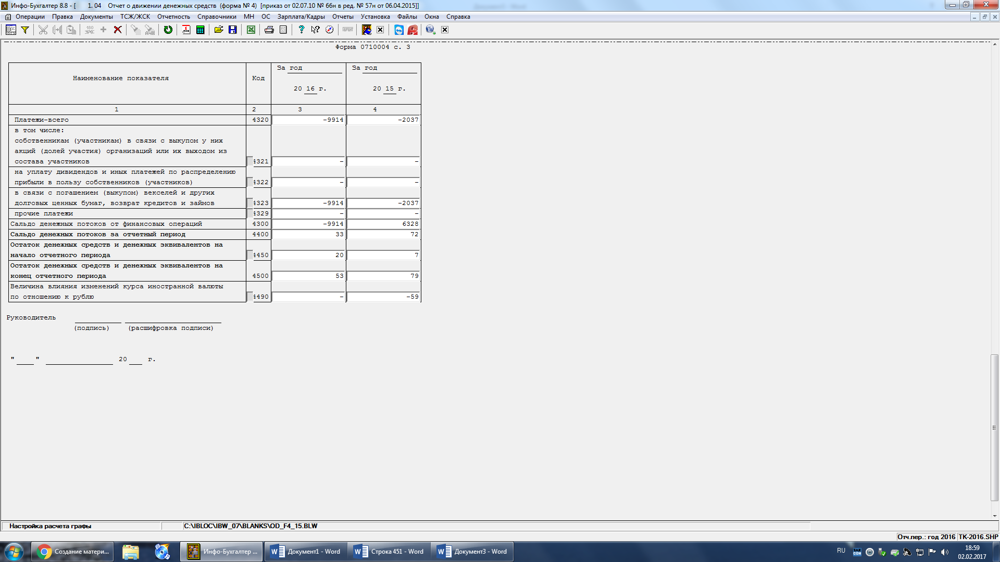 Инфо-Бухгалтер 8.8 - [ 1. 04 Отчет о движении денежных средств (форма № 4) [приказ от 02.07.10 № 66н в ред. № 57н от 06.04.2015]]
Операции Правка Документы ТСЖ/ЖСК Отчетность Справочники МН ОС Зарплата/Кадры Отчеты Установка Файлы Окна Справка
Форма 0710004 с. 3
Наименование показателя Код За год 20 16 г. За год 20 15 г.
1 2 3 4
Платежи-всего 4320 -9914 -2037
в том числе:
собственникам (участникам) в связи с выкупом у них
акций (долей участия) организаций или их выходом из
состава участников 4321 - -
на уплату дивидендов и иных платежей по распределению
прибыли в пользу собственников (участников) 4322 - -
в связи с погашением (выкупом) векселей и других
долговых ценных бумаг, возврат кредитов и займов 4323 -9914 -2037
прочие платежи 4329 - -
Сальдо денежных потоков от финансовых операций 4300 -9914 6328
Сальдо денежных потоков за отчетный период 4400 33 72
Остаток денежных средств и денежных эквивалентов на
начало отчетного периода 4450 20 7
Остаток денежных средств и денежных эквивалентов на
конец отчетного периода 4500 53 79
Величина влияния изменений курса иностранной валюты
по отношению к рублю 4490 - -59
Руководитель
(подпись) (расшифровка подписи)
" " 20 г.
Настройка расчета графы C:\IBLOC\IBW_07\BLANKS\OD_F4_15.BLW
Отч.пер.: год 2016 TK-2016.SHP
Создание матери... Инфо-Бухгалтер ... Документ1 - Word Строка 451 - Word Документ3 - Word RU 18:59
02.02.2017